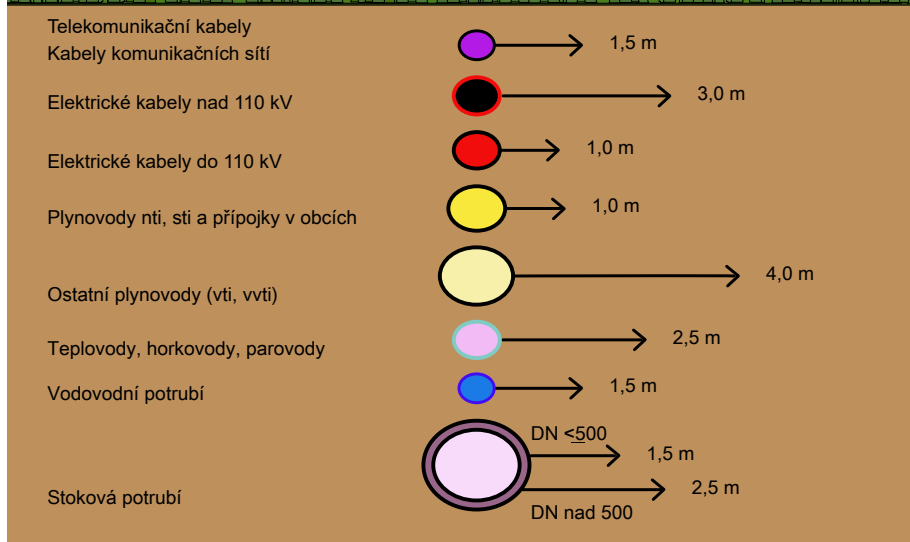 Telekomunikační kabely
Kabely komunikačních sítí
1,5 m
Elektrické kabely nad 110 kV
3,0 m
Elektrické kabely do 110 kV
1,0 m
Plynovody nti, sti a přípojky v obcích
1,0 m
Ostatní plynovody (vti, vvti)
4,0 m
Teplovody, horkovody, parovody
2,5 m
Vodovodní potrubí
1,5 m
Stoková potrubí
DN <500
1,5 m
2,5 m
DN nad 500